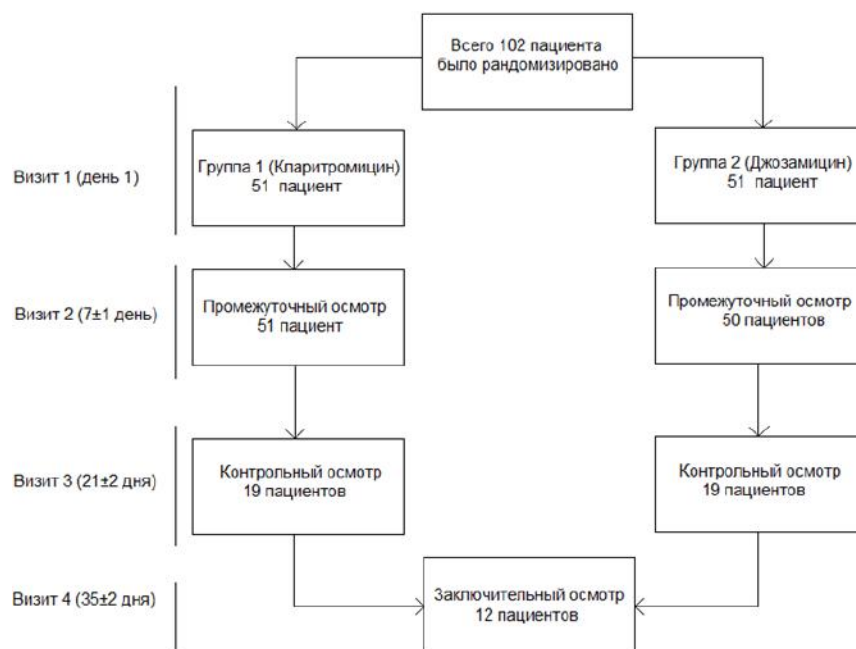 Всего 102 пациента
было рандомизировано
Визит 1 (день 1)
Группа 1 (Кларитромицин)
51 пациент
Группа 2 (Джозамицин)
51 пациент
Визит 2 (7±1 день)
Промежуточный осмотр
51 пациент
Промежуточный осмотр
50 пациентов
Визит 3 (21±2 дня)
Контрольный осмотр
19 пациентов
Контрольный осмотр
19 пациентов
Визит 4 (35±2 дня)
Заключительный осмотр
12 пациентов